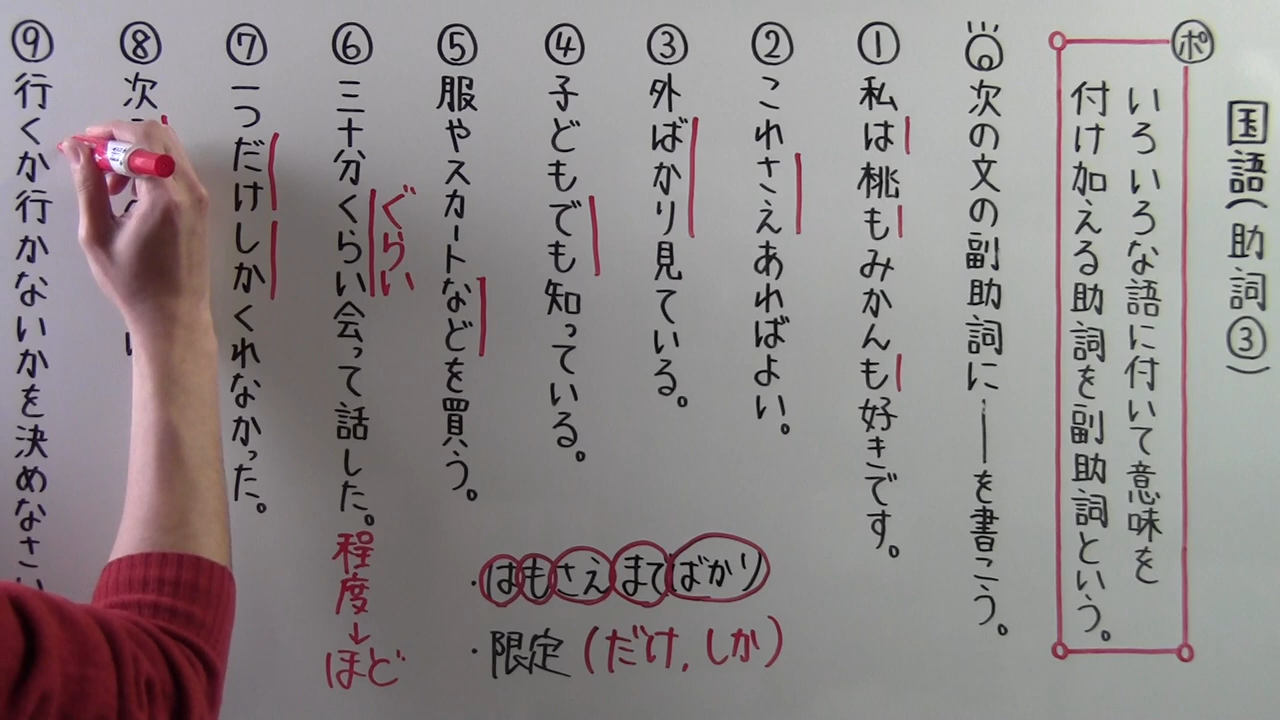 国語(助詞③)
ポ
いろいろな語に付いて意味を
付け加える助詞を副助詞という。
次の文の副助詞に――を書こう。
①私は桃もみかんも好きです。
②これさえあればよい。
③外ばかり見ている。
④子どもでも知っている。
⑤服やスカートなどを買う。
⑥三十分くらい会って話した。
ぐらい
程度→ほど
⑦一つだけしかくれなかった。
⑧次
⑨行くか行かないかを決めなさい
・はもさえまでばかり
・限定(だけ、しか)